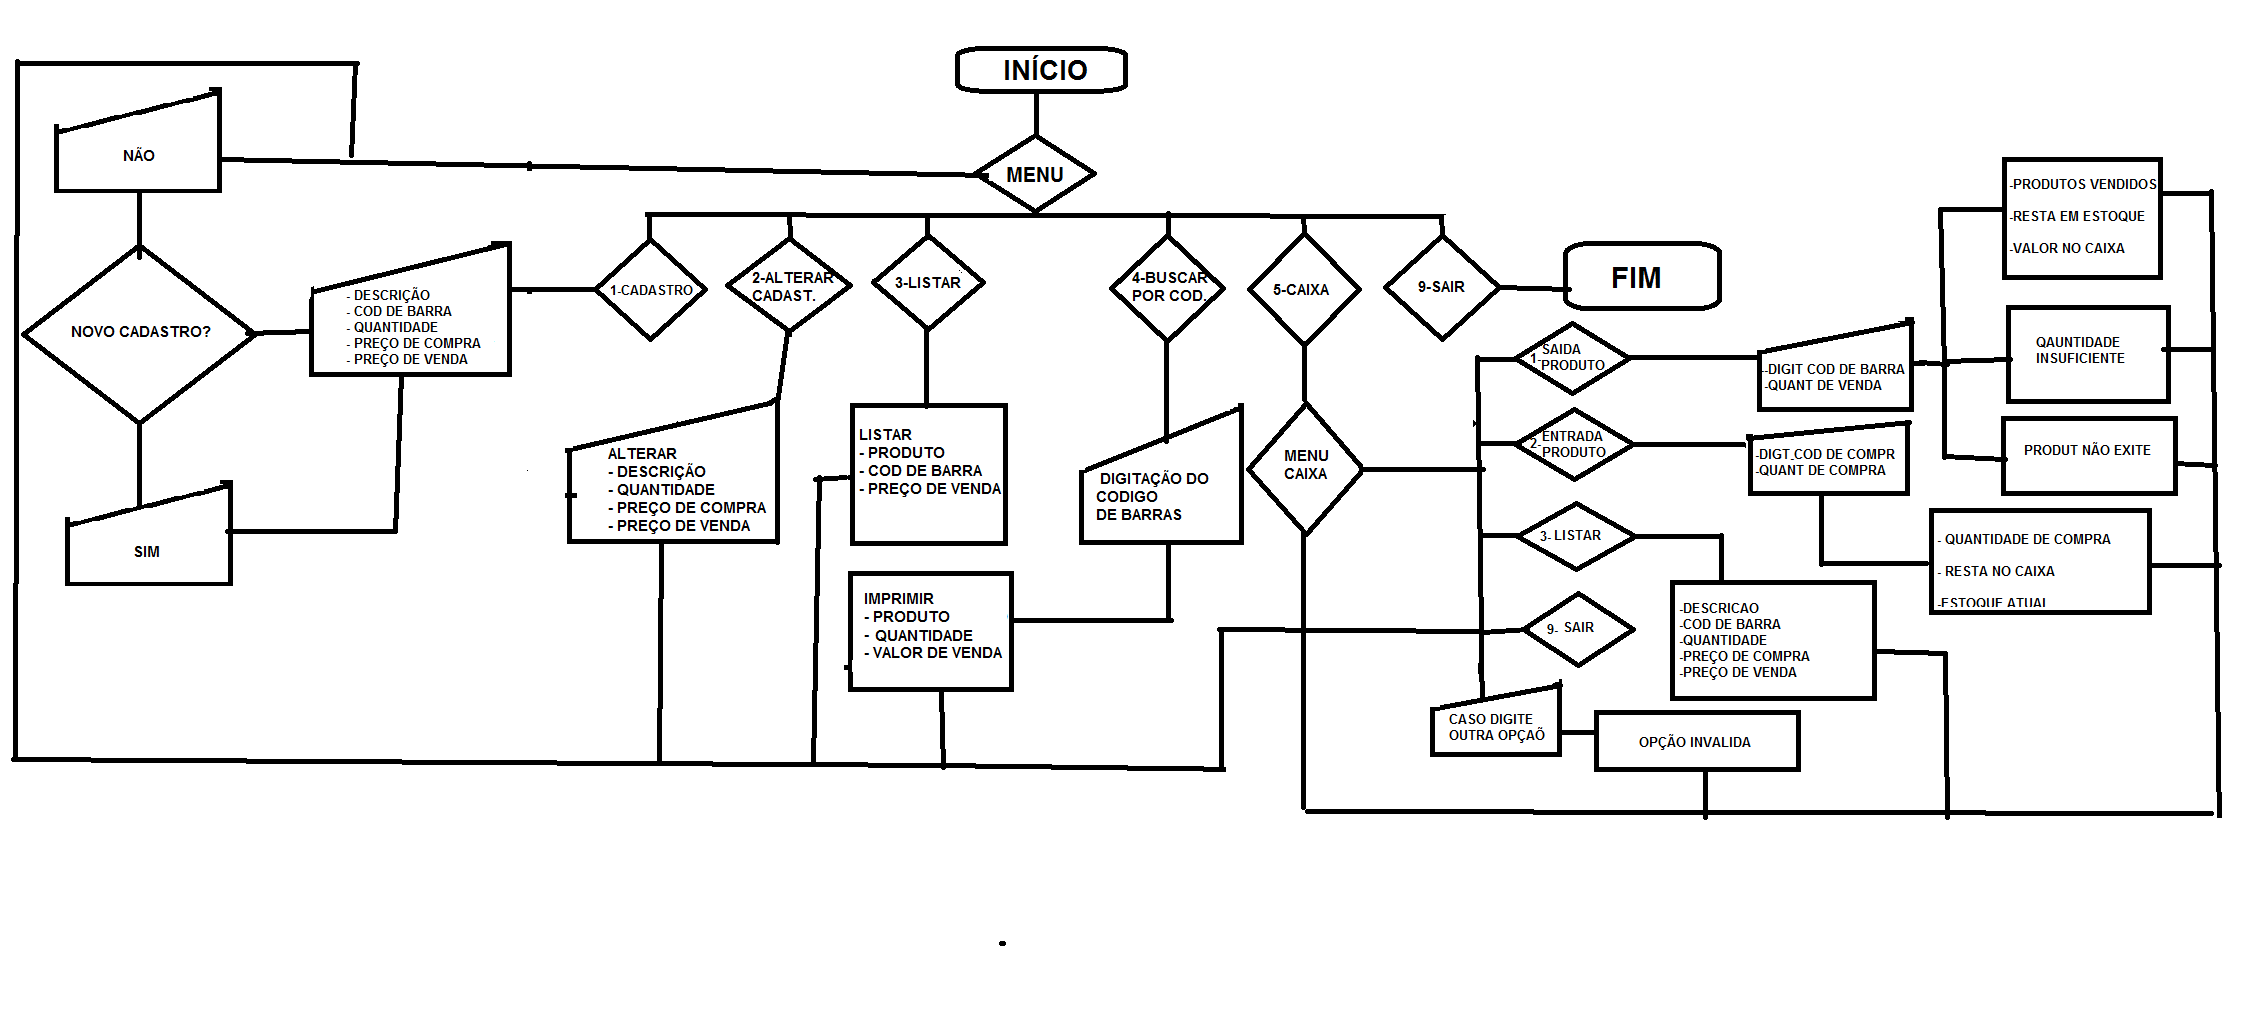 INÍCIO
MENU
NÃO
NOVO CADASTRO?
SIM
- DESCRIÇÃO
- COD DE BARRA
- QUANTIDADE
- PREÇO DE COMPRA
- PREÇO DE VENDA
1-CADASTRO
2-ALTERAR
CADAST.
3-LISTAR
4-BUSCAR
POR COD.
5-CAIXA
9-SAIR
FIM
ALTERAR
- DESCRIÇÃO
- QUANTIDADE
- PREÇO DE COMPRA
- PREÇO DE VENDA
LISTAR
- PRODUTO
- COD DE BARRA
- PREÇO DE VENDA
IMPRIMIR
- PRODUTO
- QUANTIDADE
- VALOR DE VENDA
DIGITAÇÃO DO
CODIGO
DE BARRAS
MENU
CAIXA
1-SAIDA
PRODUTO
2-ENTRADA
PRODUTO
3- LISTAR
9- SAIR
CASO DIGITE
OUTRA OPÇAÕ
OPÇÃO INVALIDA
--DIGIT COD DE BARRA
-QUANT DE VENDA
-DIGT_COD DE COMPR
-QUANT DE COMPRA
-DESCRICAO
-COD DE BARRA
-QUANTIDADE
-PREÇO DE COMPRA
-PREÇO DE VENDA
-PRODUTOS VENDIDOS
-RESTA EM ESTOQUE
-VALOR NO CAIXA
QAUNTIDADE
INSUFICIENTE
PRODUT NÃO EXITE
- QUANTIDADE DE COMPRA
- RESTA NO CAIXA
-ESTOQUE ATUAL